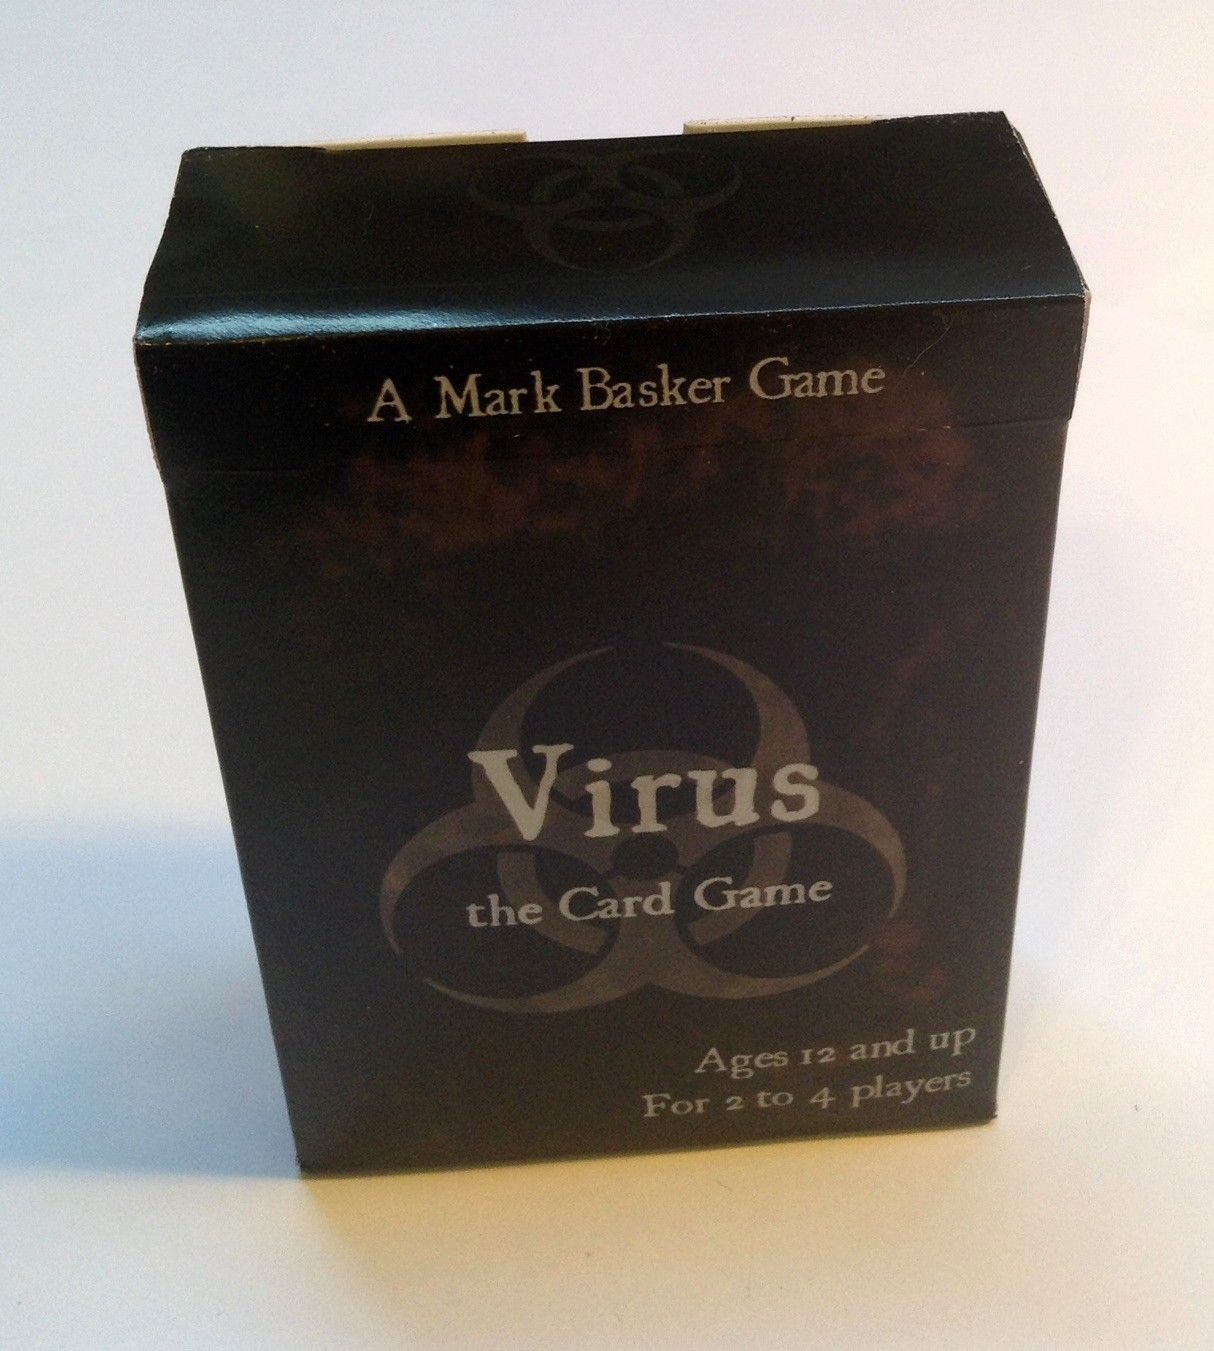 A Mark Basker Game
Virus
the Card Game
Ages 12 and up
For 2 to 4 players